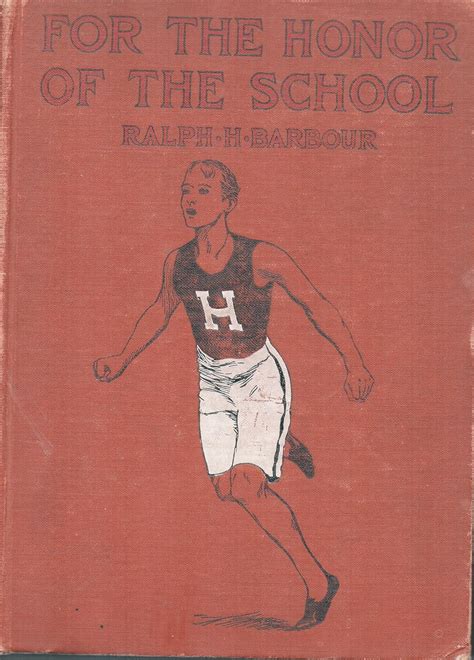 FOR THE HONOR
OF THE SCHOOL
RALPH·H·BARBOUR
H